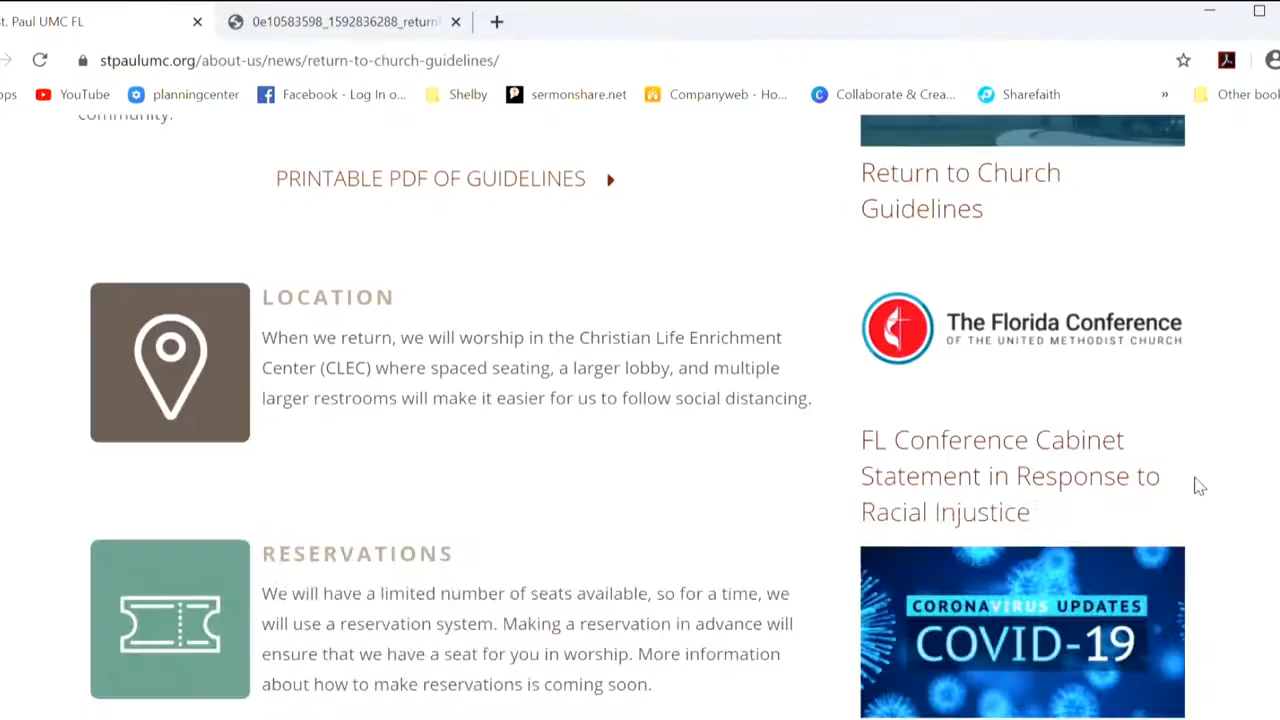 St. Paul UMC FL
0e10583598_1592836288_return
stpaulumc.org/about-us/news/return-to-church-guidelines/
YouTube
planningcenter
Facebook - Log In o...
Shelby
sermonshare.net
Companyweb - Ho...
Collaborate & Crea...
Sharefaith
»
Other book
community.
PRINTABLE PDF OF GUIDELINES
LOCATION
When we return, we will worship in the Christian Life Enrichment
Center (CLEC) where spaced seating, a larger lobby, and multiple
larger restrooms will make it easier for us to follow social distancing.
RESERVATIONS
We will have a limited number of seats available, so for a time, we
will use a reservation system. Making a reservation in advance will
ensure that we have a seat for you in worship. More information
about how to make reservations is coming soon.
Return to Church
Guidelines
The Florida Conference
OF THE UNITED METHODIST CHURCH
FL Conference Cabinet
Statement in Response to
Racial Injustice
CORONAVIRUS UPDATES
COVID-19